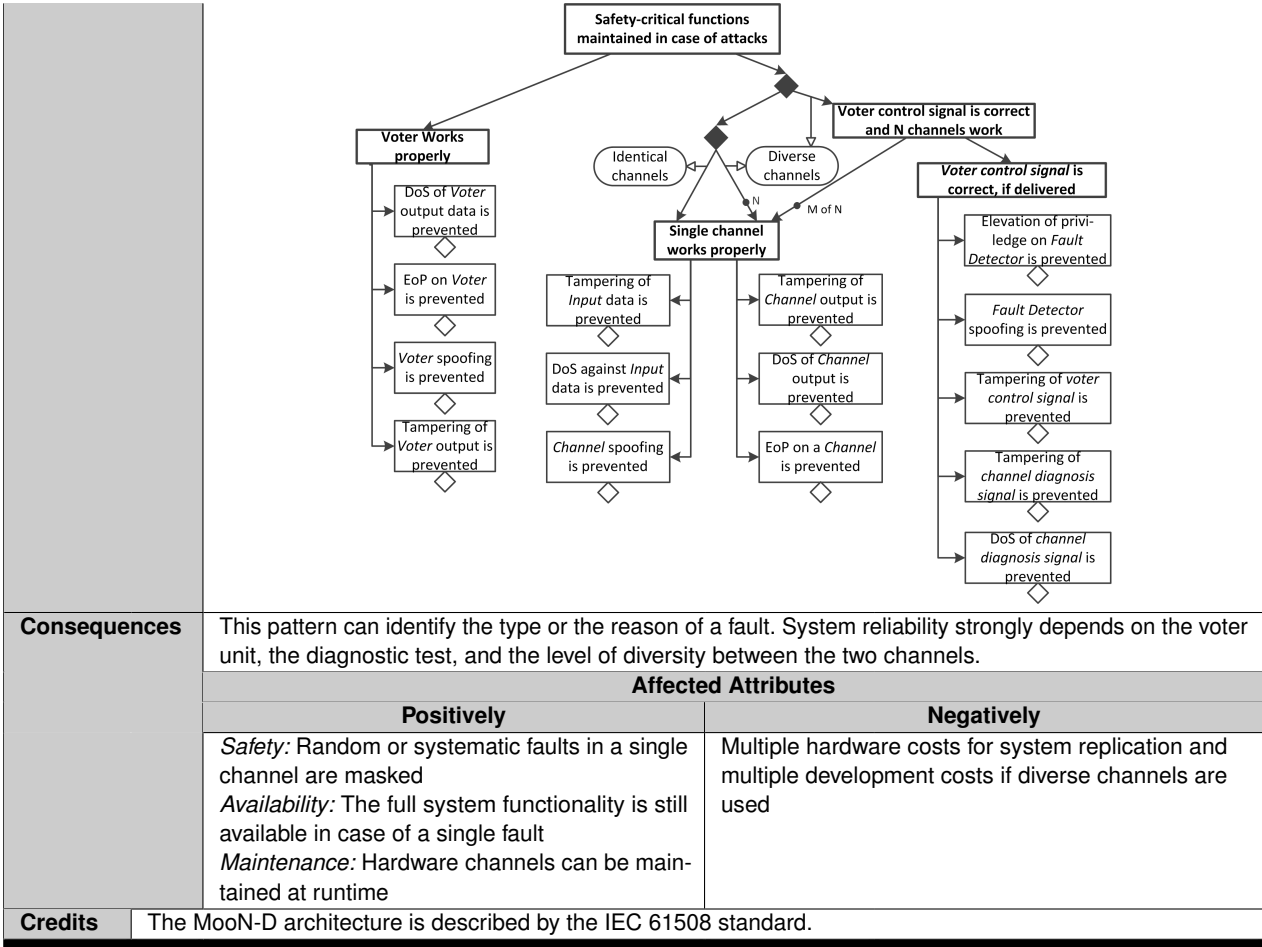 Safety-critical functions
maintained in case of attacks
Voter control signal is correct
and N channels work
Voter Works
properly
Identical
channels
Diverse
channels
Voter control signal is
correct, if delivered
DoS of Voter
output data is
prevented
N
M of N
Single channel
works properly
Elevation of privi-
ledge on Fault
Detector is prevented
EoP on Voter
is prevented
Tampering of
Input data is
prevented
Tampering of
Channel output is
prevented
Fault Detector
spoofing is prevented
Voter spoofing
is prevented
DoS against Input
data is prevented
DoS of Channel
output is
prevented
Tampering of voter
control signal is
prevented
Tampering of
Voter output is
prevented
Channel spoofing
is prevented
EoP on a Channel
is prevented
Tampering of
channel diagnosis
signal is prevented
DoS of channel
diagnosis signal is
prevented
Consequences
This pattern can identify the type or the reason of a fault. System reliability strongly depends on the voter
unit, the diagnostic test, and the level of diversity between the two channels.
Affected Attributes
Positively
Negatively
Safety: Random or systematic faults in a single
channel are masked
Availability: The full system functionality is still
available in case of a single fault
Maintenance: Hardware channels can be main-
tained at runtime
Multiple hardware costs for system replication and
multiple development costs if diverse channels are
used
Credits
The MooN-D architecture is described by the IEC 61508 standard.